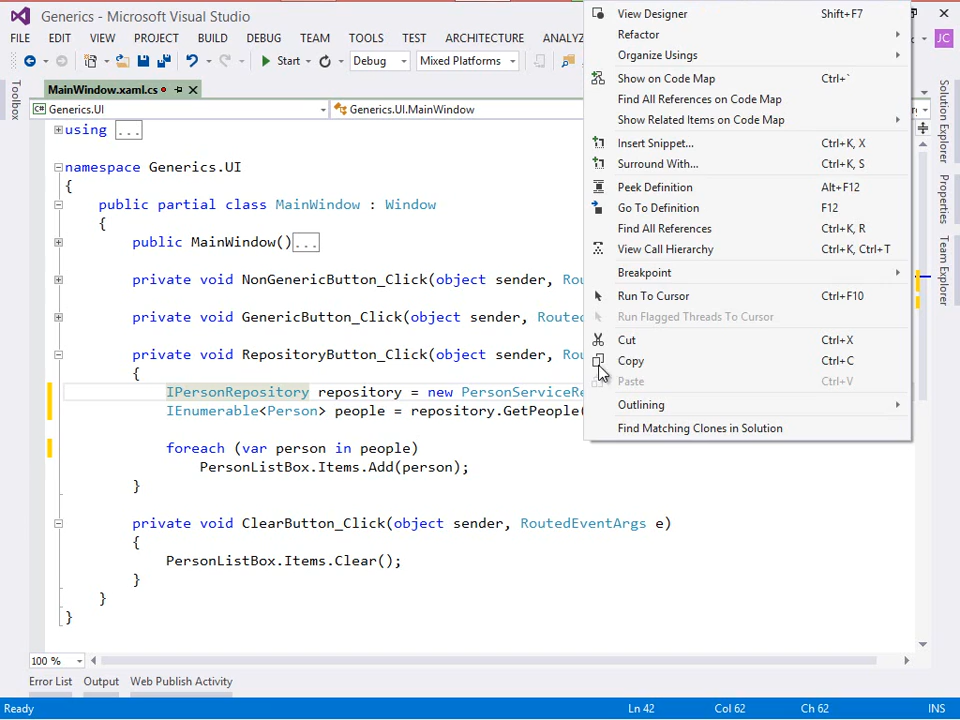 Generics - Microsoft Visual Studio
FILE EDIT VIEW PROJECT BUILD DEBUG TEAM TOOLS TEST ARCHITECTURE ANALYZ
JC
Start Debug Mixed Platforms
Toolbox
MainWindow.xaml.cs
Generics.UI
Generics.UI.MainWindow
using ...
namespace Generics.UI
{
public partial class MainWindow : Window
{
public MainWindow()...
private void NonGenericButton_Click(object sender, Rou
private void GenericButton_Click(object sender, Routed
private void RepositoryButton_Click(object sender, Rou
{
IPersonRepository repository = new PersonServiceRe
IEnumerable<Person> people = repository.GetPeople(
foreach (var person in people)
PersonListBox.Items.Add(person);
}
private void ClearButton_Click(object sender, RoutedEventArgs e)
{
PersonListBox.Items.Clear();
}
}
}
View Designer Shift+F7
Refactor
Organize Usings
Show on Code Map Ctrl+`
Find All References on Code Map
Show Related Items on Code Map
Insert Snippet... Ctrl+K, X
Surround With... Ctrl+K, S
Peek Definition Alt+F12
Go To Definition F12
Find All References Ctrl+K, R
View Call Hierarchy Ctrl+K, Ctrl+T
Breakpoint
Run To Cursor Ctrl+F10
Run Flagged Threads To Cursor
Cut Ctrl+X
Copy Ctrl+C
Paste Ctrl+V
Outlining
Find Matching Clones in Solution
Solution Explorer
Properties
Team Explorer
100 %
Error List Output Web Publish Activity
Ready Ln 42 Col 62 Ch 62 INS